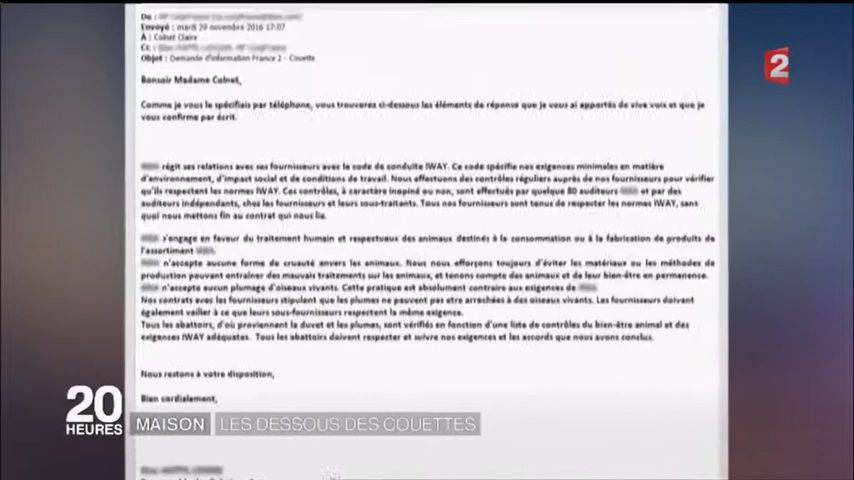 De :
Envoyé : mardi 29 novembre 2016 17:07
À : Colnet Claire
Cc :
Objet : Demande d'information France 2 - Couette
Bonsoir Madame Colnet,
Comme je vous le spécifiais par téléphone, vous trouverez ci-dessous les éléments de réponse que je vous ai apportés de vive voix et que je
vous confirme par écrit.
régit ses relations avec ses fournisseurs avec le code de conduite IWAY. Ce code spécifie nos exigences minimales en matière
d'environnement, d'impact social et de conditions de travail. Nous effectuons des contrôles réguliers auprès de nos fournisseurs pour vérifier
qu'ils respectent les normes IWAY. Ces contrôles, à caractère inopiné ou non, sont effectués par quelque 80 auditeurs et par des
auditeurs indépendants, chez les fournisseurs et leurs sous-traitants. Tous nos fournisseurs sont tenus de respecter les normes IWAY, sans
quoi nous mettons fin au contrat qui nous lie.
s'engage en faveur du traitement humain et respectueux des animaux destinés à la consommation ou à la fabrication de produits de
l'assortiment
n'accepte aucune forme de cruauté envers les animaux. Nous nous efforçons toujours d'éviter les matériaux ou les méthodes de
production pouvant entraîner des mauvais traitements sur les animaux, et tenons compte des animaux et de leur bien-être en permanence.
n'accepte aucun plumage d'oiseaux vivants. Cette pratique est absolument contraire aux exigences de
Nos contrats avec les fournisseurs stipulent que les plumes ne peuvent pas être arrachées à des oiseaux vivants. Les fournisseurs doivent
également veiller à ce que leurs sous-fournisseurs respectent la même exigence.
Tous les abattoirs, d'où proviennent le duvet et les plumes, sont vérifiés en fonction d'une liste de contrôles du bien-être animal et des
exigences IWAY adéquates. Tous les abattoirs doivent respecter et suivre nos exigences et les accords que nous avons conclus.
Nous restons à votre disposition,
Bien cordialement,
2
20
HEURES
MAISON LES DESSOUS DES COUETTES